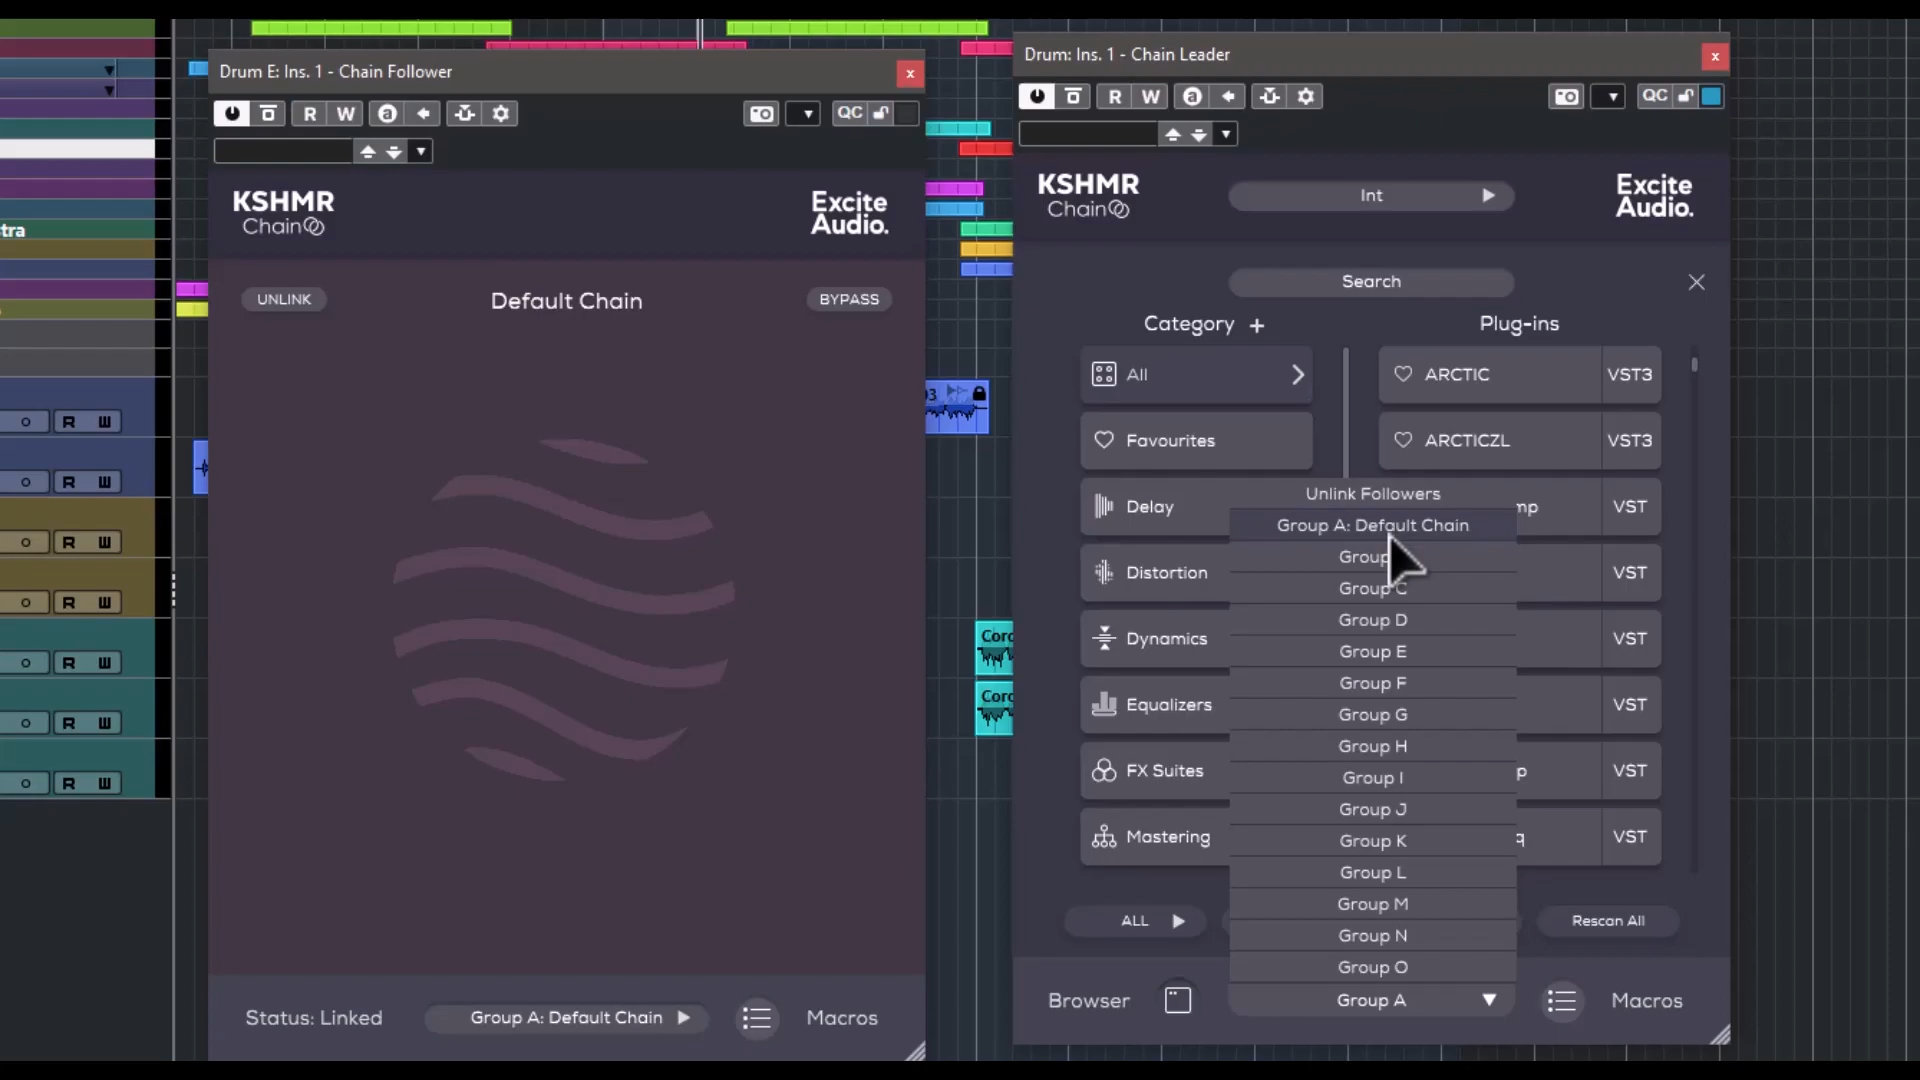 stra
R W
R W
R W
R W
R W
R W
R W
03
Drum E: Ins. 1 - Chain Follower
x
R W
a
QC
KSHMR
Chain
Excite
Audio.
UNLINK
Default Chain
BYPASS
Status: Linked
Group A: Default Chain
Macros
Drum: Ins. 1 - Chain Leader
x
R W
a
QC
KSHMR
Chain
Int
Excite
Audio.
Search
Category +
Plug-ins
All
ARCTIC VST3
Favourites
ARCTICZL VST3
Delay
mp VST
Distortion
VST
Dynamics
VST
Equalizers
VST
FX Suites
p VST
Mastering
q VST
Unlink Followers
Group A: Default Chain
Group
Group C
Group D
Group E
Group F
Group G
Group H
Group I
Group J
Group K
Group L
Group M
Group N
Group O
Group A
ALL
Rescan All
Browser
Macros